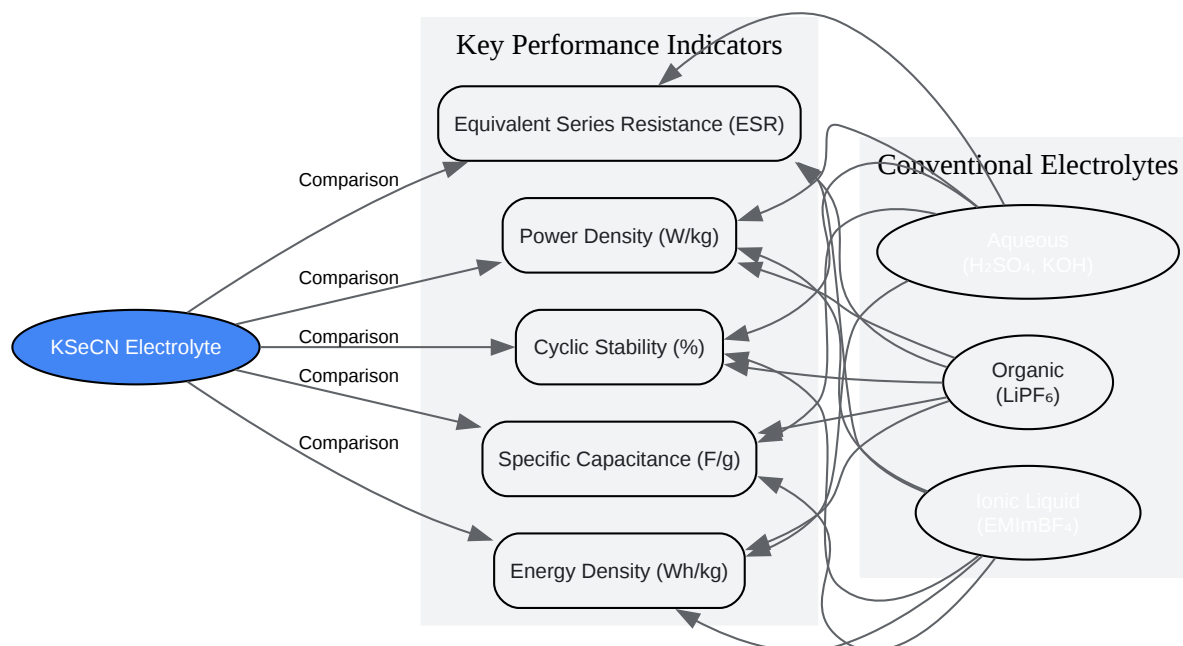 Key Performance Indicators
Equivalent Series Resistance (ESR)
Conventional Electrolytes
Comparison
Aqueous
(H₂SO₄, KOH)
Power Density (W/kg)
Comparison
KSeCN Electrolyte
Comparison
Cyclic Stability (%)
Organic
(LiPF₆)
Comparison
Comparison
Specific Capacitance (F/g)
Ionic Liquid
(EMImBF₄)
Energy Density (Wh/kg)